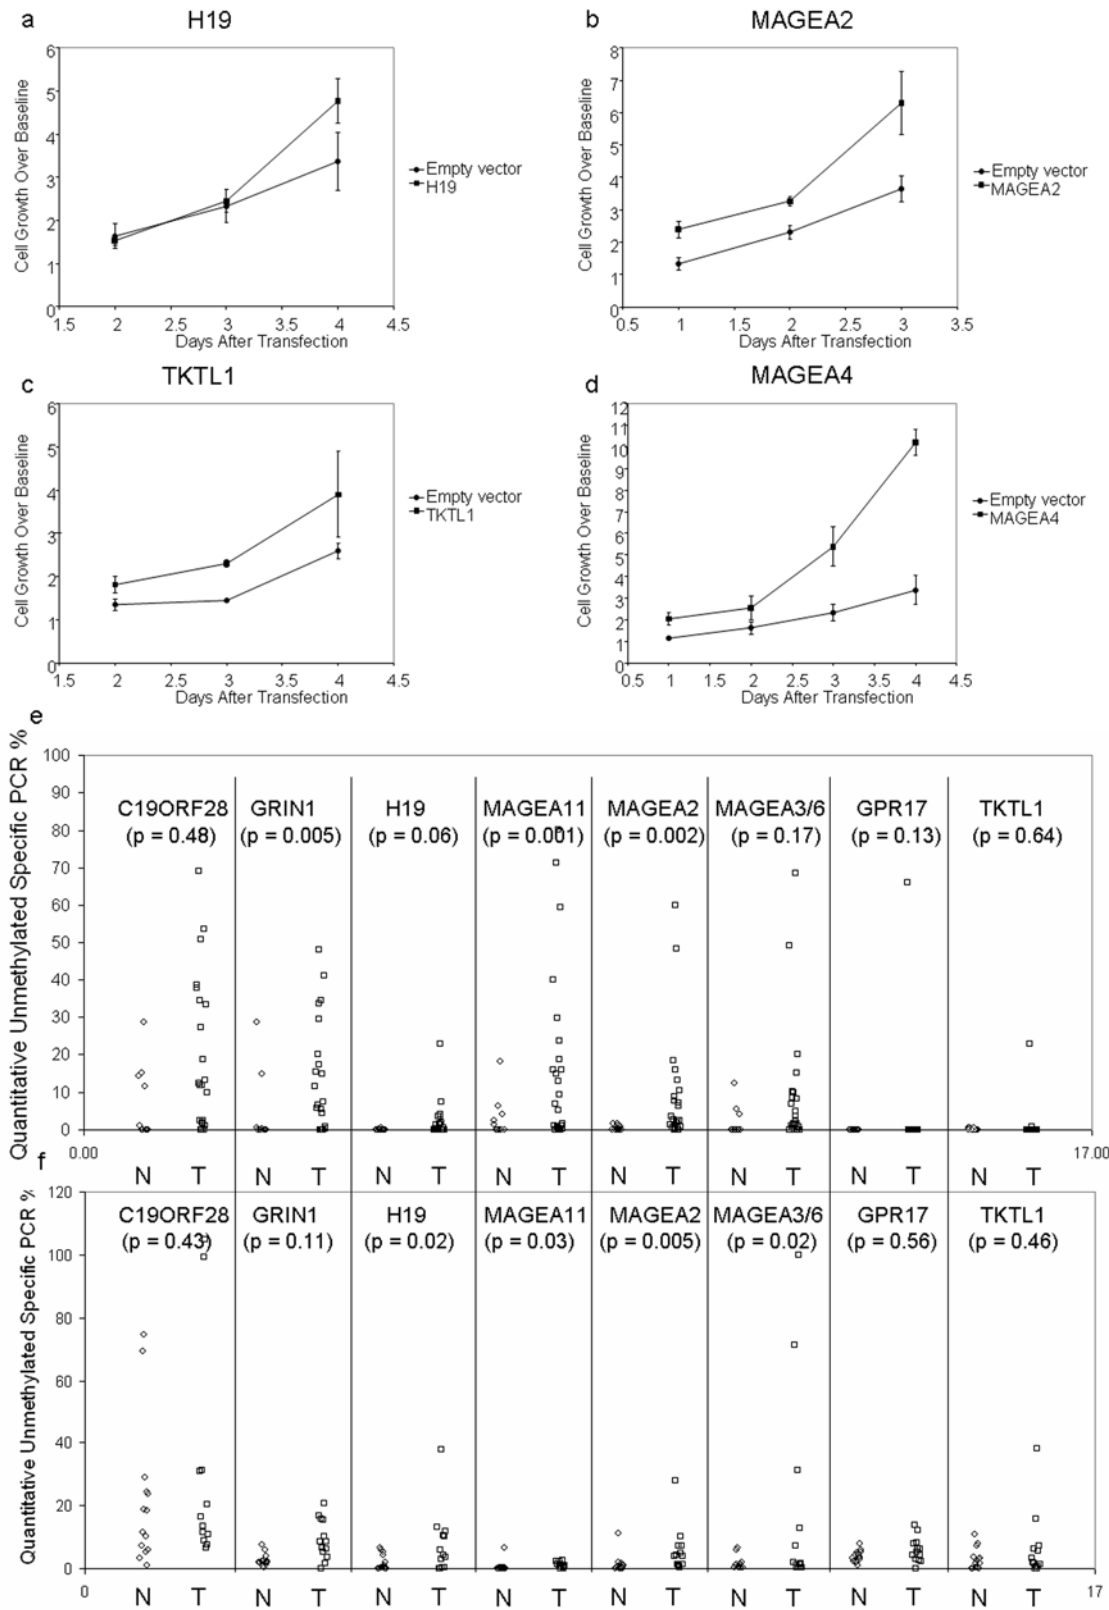 a
H19
6
5
4
3
2
1
0
1.5 2 2.5 3 3.5 4 4.5
Cell Growth Over Baseline
Days After Transfection
Empty vector
H19
b
MAGEA2
8
7
6
5
4
3
2
1
0
0.5 1 1.5 2 2.5 3 3.5
Cell Growth Over Baseline
Days After Transfection
Empty vector
MAGEA2
c
TKTL1
6
5
4
3
2
1
0
1.5 2 2.5 3 3.5 4 4.5
Cell Growth Over Baseline
Days After Transfection
Empty vector
TKTL1
d
MAGEA4
12
11
10
9
8
7
6
5
4
3
2
1
0
0.5 1 1.5 2 2.5 3 3.5 4 4.5
Cell Growth Over Baseline
Days After Transfection
Empty vector
MAGEA4
e
Quantitative Unmethylated Specific PCR %
100
90
80
70
60
50
40
30
20
10
0
0.00 17.00
C19ORF28 GRIN1 H19 MAGEA11 MAGEA2 MAGEA3/6 GPR17 TKTL1
(p = 0.48) (p = 0.005) (p = 0.06) (p = 0.001) (p = 0.002) (p = 0.17) (p = 0.13) (p = 0.64)
N T N T N T N T N T N T N T N T
f
Quantitative Unmethylated Specific PCR %
120
100
80
60
40
20
0
0 17
C19ORF28 GRIN1 H19 MAGEA11 MAGEA2 MAGEA3/6 GPR17 TKTL1
(p = 0.43) (p = 0.11) (p = 0.02) (p = 0.03) (p = 0.005) (p = 0.02) (p = 0.56) (p = 0.46)
N T N T N T N T N T N T N T N T